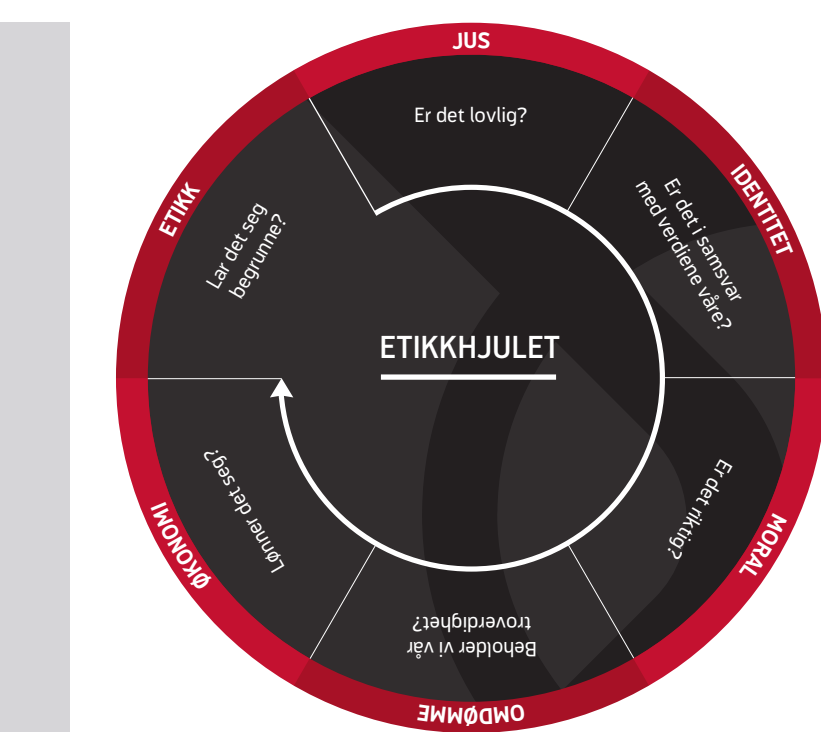 JUS
Er det lovlig?
IDENTITET
Er det i samsvar
med verdiene våre?
MORAL
Er det riktig?
OMDØMME
Beholder vi vår
troverdighet?
ØKONOMI
Lønner det seg?
ETIKK
Lar det seg
begrunne?
ETIKKHJULET